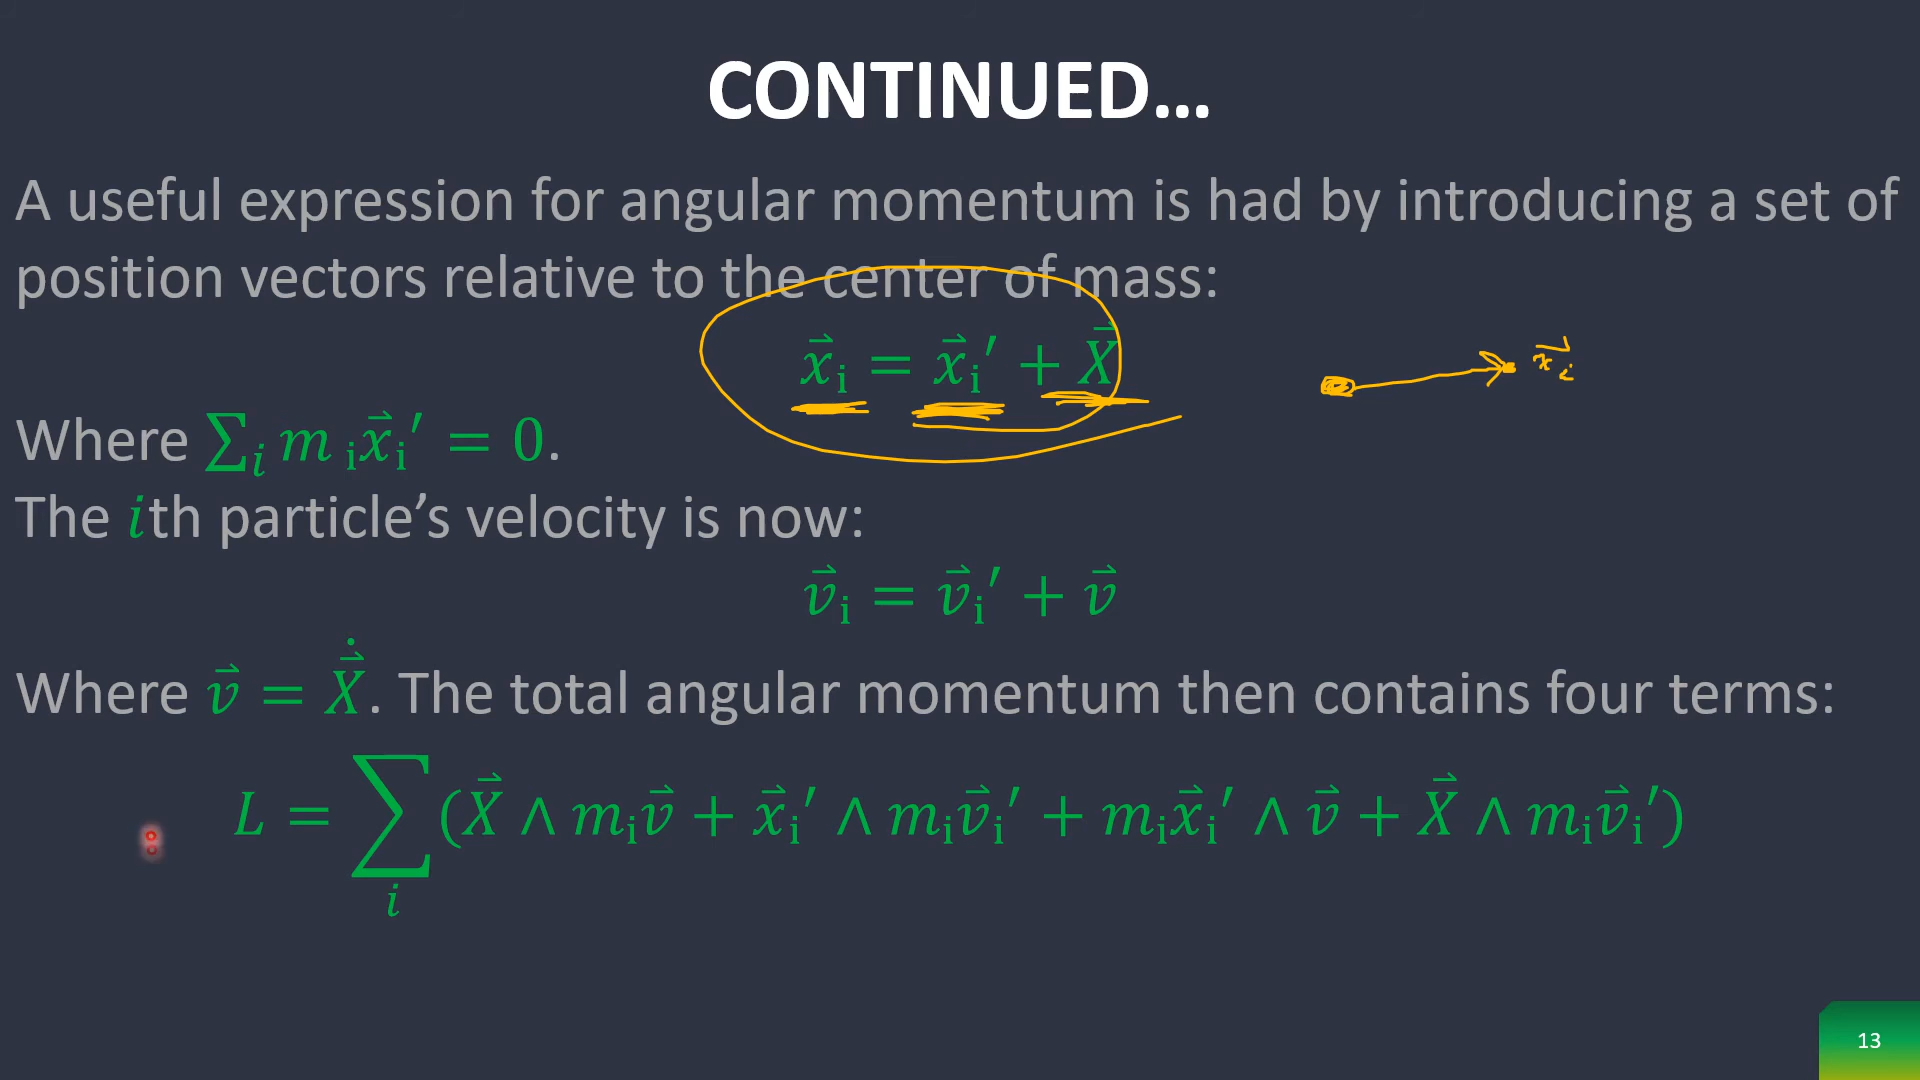 CONTINUED...
A useful expression for angular momentum is had by introducing a set of
position vectors relative to the center of mass:
x⃗ᵢ = x⃗ᵢ′ + X⃗
x⃗ᵢ
Where ∑ᵢ m ᵢx⃗ᵢ′ = 0.
The ith particle’s velocity is now:
v⃗ᵢ = v⃗ᵢ′ + v⃗
Where v⃗ = Ẋ⃗. The total angular momentum then contains four terms:
L = ∑ᵢ (X⃗ ∧ mᵢv⃗ + x⃗ᵢ′ ∧ mᵢv⃗ᵢ′ + mᵢx⃗ᵢ′ ∧ v⃗ + X⃗ ∧ mᵢv⃗ᵢ′)
13